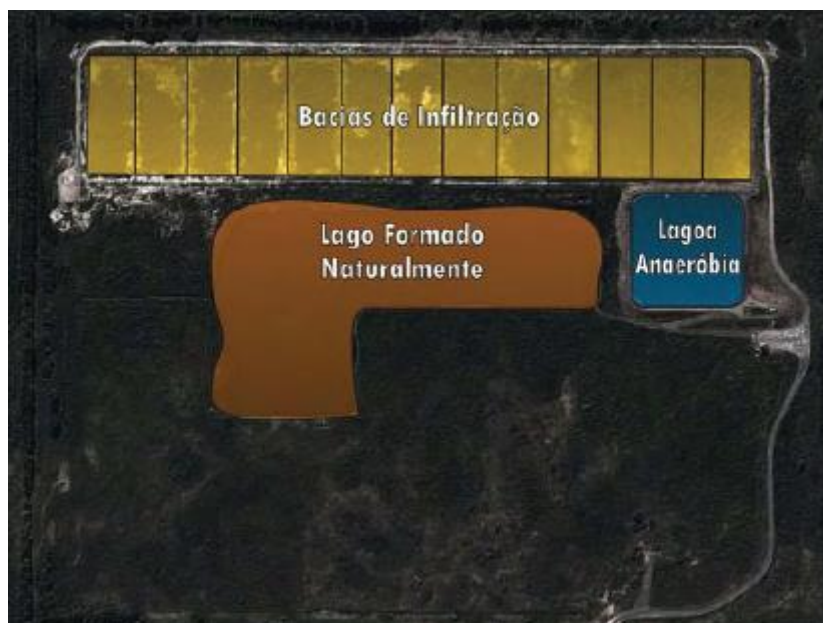 Bacias de Infiltração
Lago Formado
Naturalmente
Lagoa
Anaeróbia